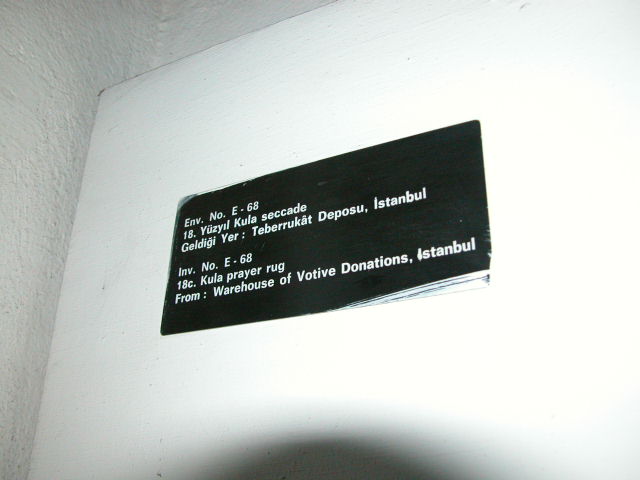 Env. No. E - 68
18. Yüzyıl Kula seccade
Geldiği Yer : Teberrukât Deposu, İstanbul
Inv. No. E - 68
18c. Kula prayer rug
From : Warehouse of Votive Donations, İstanbul